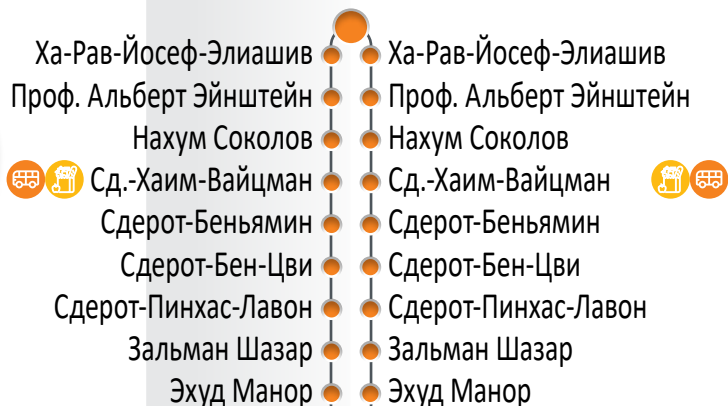 Ха-Рав-Йосеф-Элиашив Ха-Рав-Йосеф-Элиашив
Проф. Альберт Эйнштейн Проф. Альберт Эйнштейн
Нахум Соколов Нахум Соколов
Сд.-Хаим-Вайцман Сд.-Хаим-Вайцман
Сдерот-Беньямин Сдерот-Беньямин
Сдерот-Бен-Цви Сдерот-Бен-Цви
Сдерот-Пинхас-Лавон Сдерот-Пинхас-Лавон
Зальман Шазар Зальман Шазар
Эхуд Манор Эхуд Манор